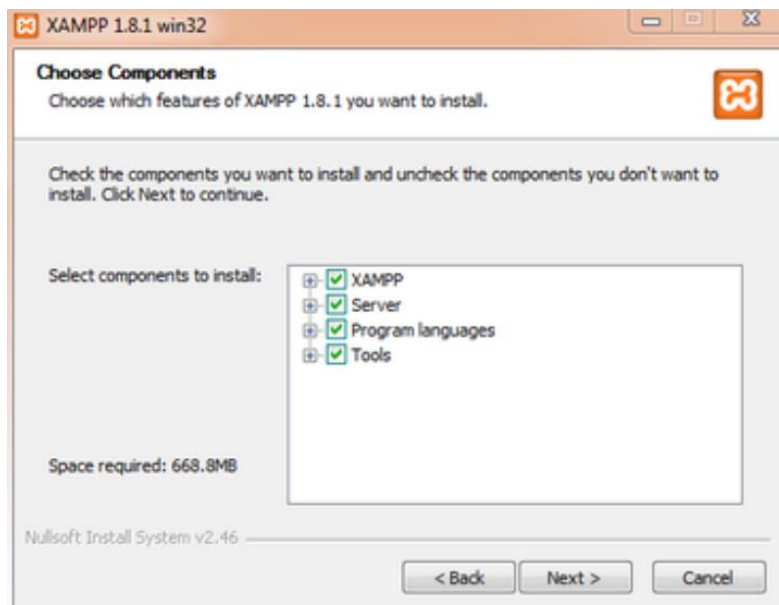 XAMPP 1.8.1 win32
Choose Components
Choose which features of XAMPP 1.8.1 you want to install.
Check the components you want to install and uncheck the components you don't want to
install. Click Next to continue.
Select components to install:
XAMPP
Server
Program languages
Tools
Space required: 668.8MB
Nullsoft Install System v2.46
< Back
Next >
Cancel